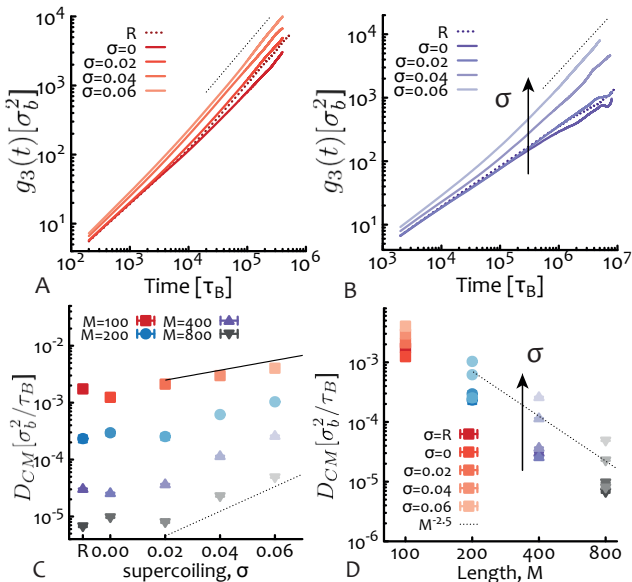 g₃(t)[σ_b²]
10⁴
10³
10²
10¹
R
σ=0
σ=0.02
σ=0.04
σ=0.06
10² 10³ 10⁴ 10⁵ 10⁶
A Time [τ_B]
g₃(t)[σ_b²]
10⁴
10³
10²
10¹
R
σ=0
σ=0.02
σ=0.04
σ=0.06
σ
10³ 10⁴ 10⁵ 10⁶ 10⁷ 10⁸
B Time [τ_B]
D_CM[σ_b²/τ_B]
M=100 M=400
M=200 M=800
10⁻²
10⁻³
10⁻⁴
10⁻⁵
R 0.00 0.02 0.04 0.06
C supercoiling, σ
D_CM[σ_b²/τ_B]
10⁻³
10⁻⁴
10⁻⁵
10⁻⁶
σ
σ=R
σ=0
σ=0.02
σ=0.04
σ=0.06
M⁻²·⁵
100 200 400 800
D Length, M